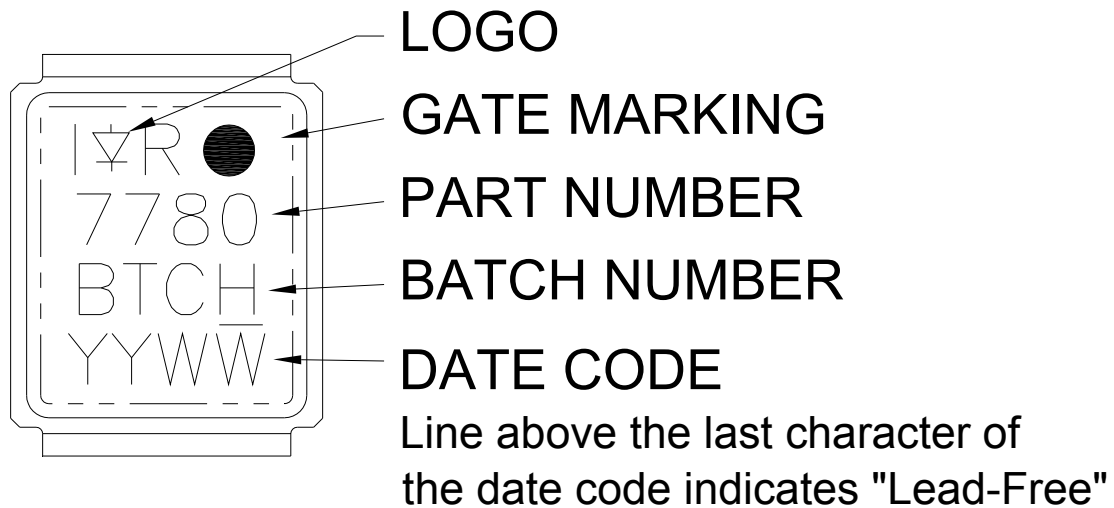 LOGO
I R
GATE MARKING
7780
PART NUMBER
BTCH
BATCH NUMBER
YYWW
DATE CODE
Line above the last character of
the date code indicates "Lead-Free"